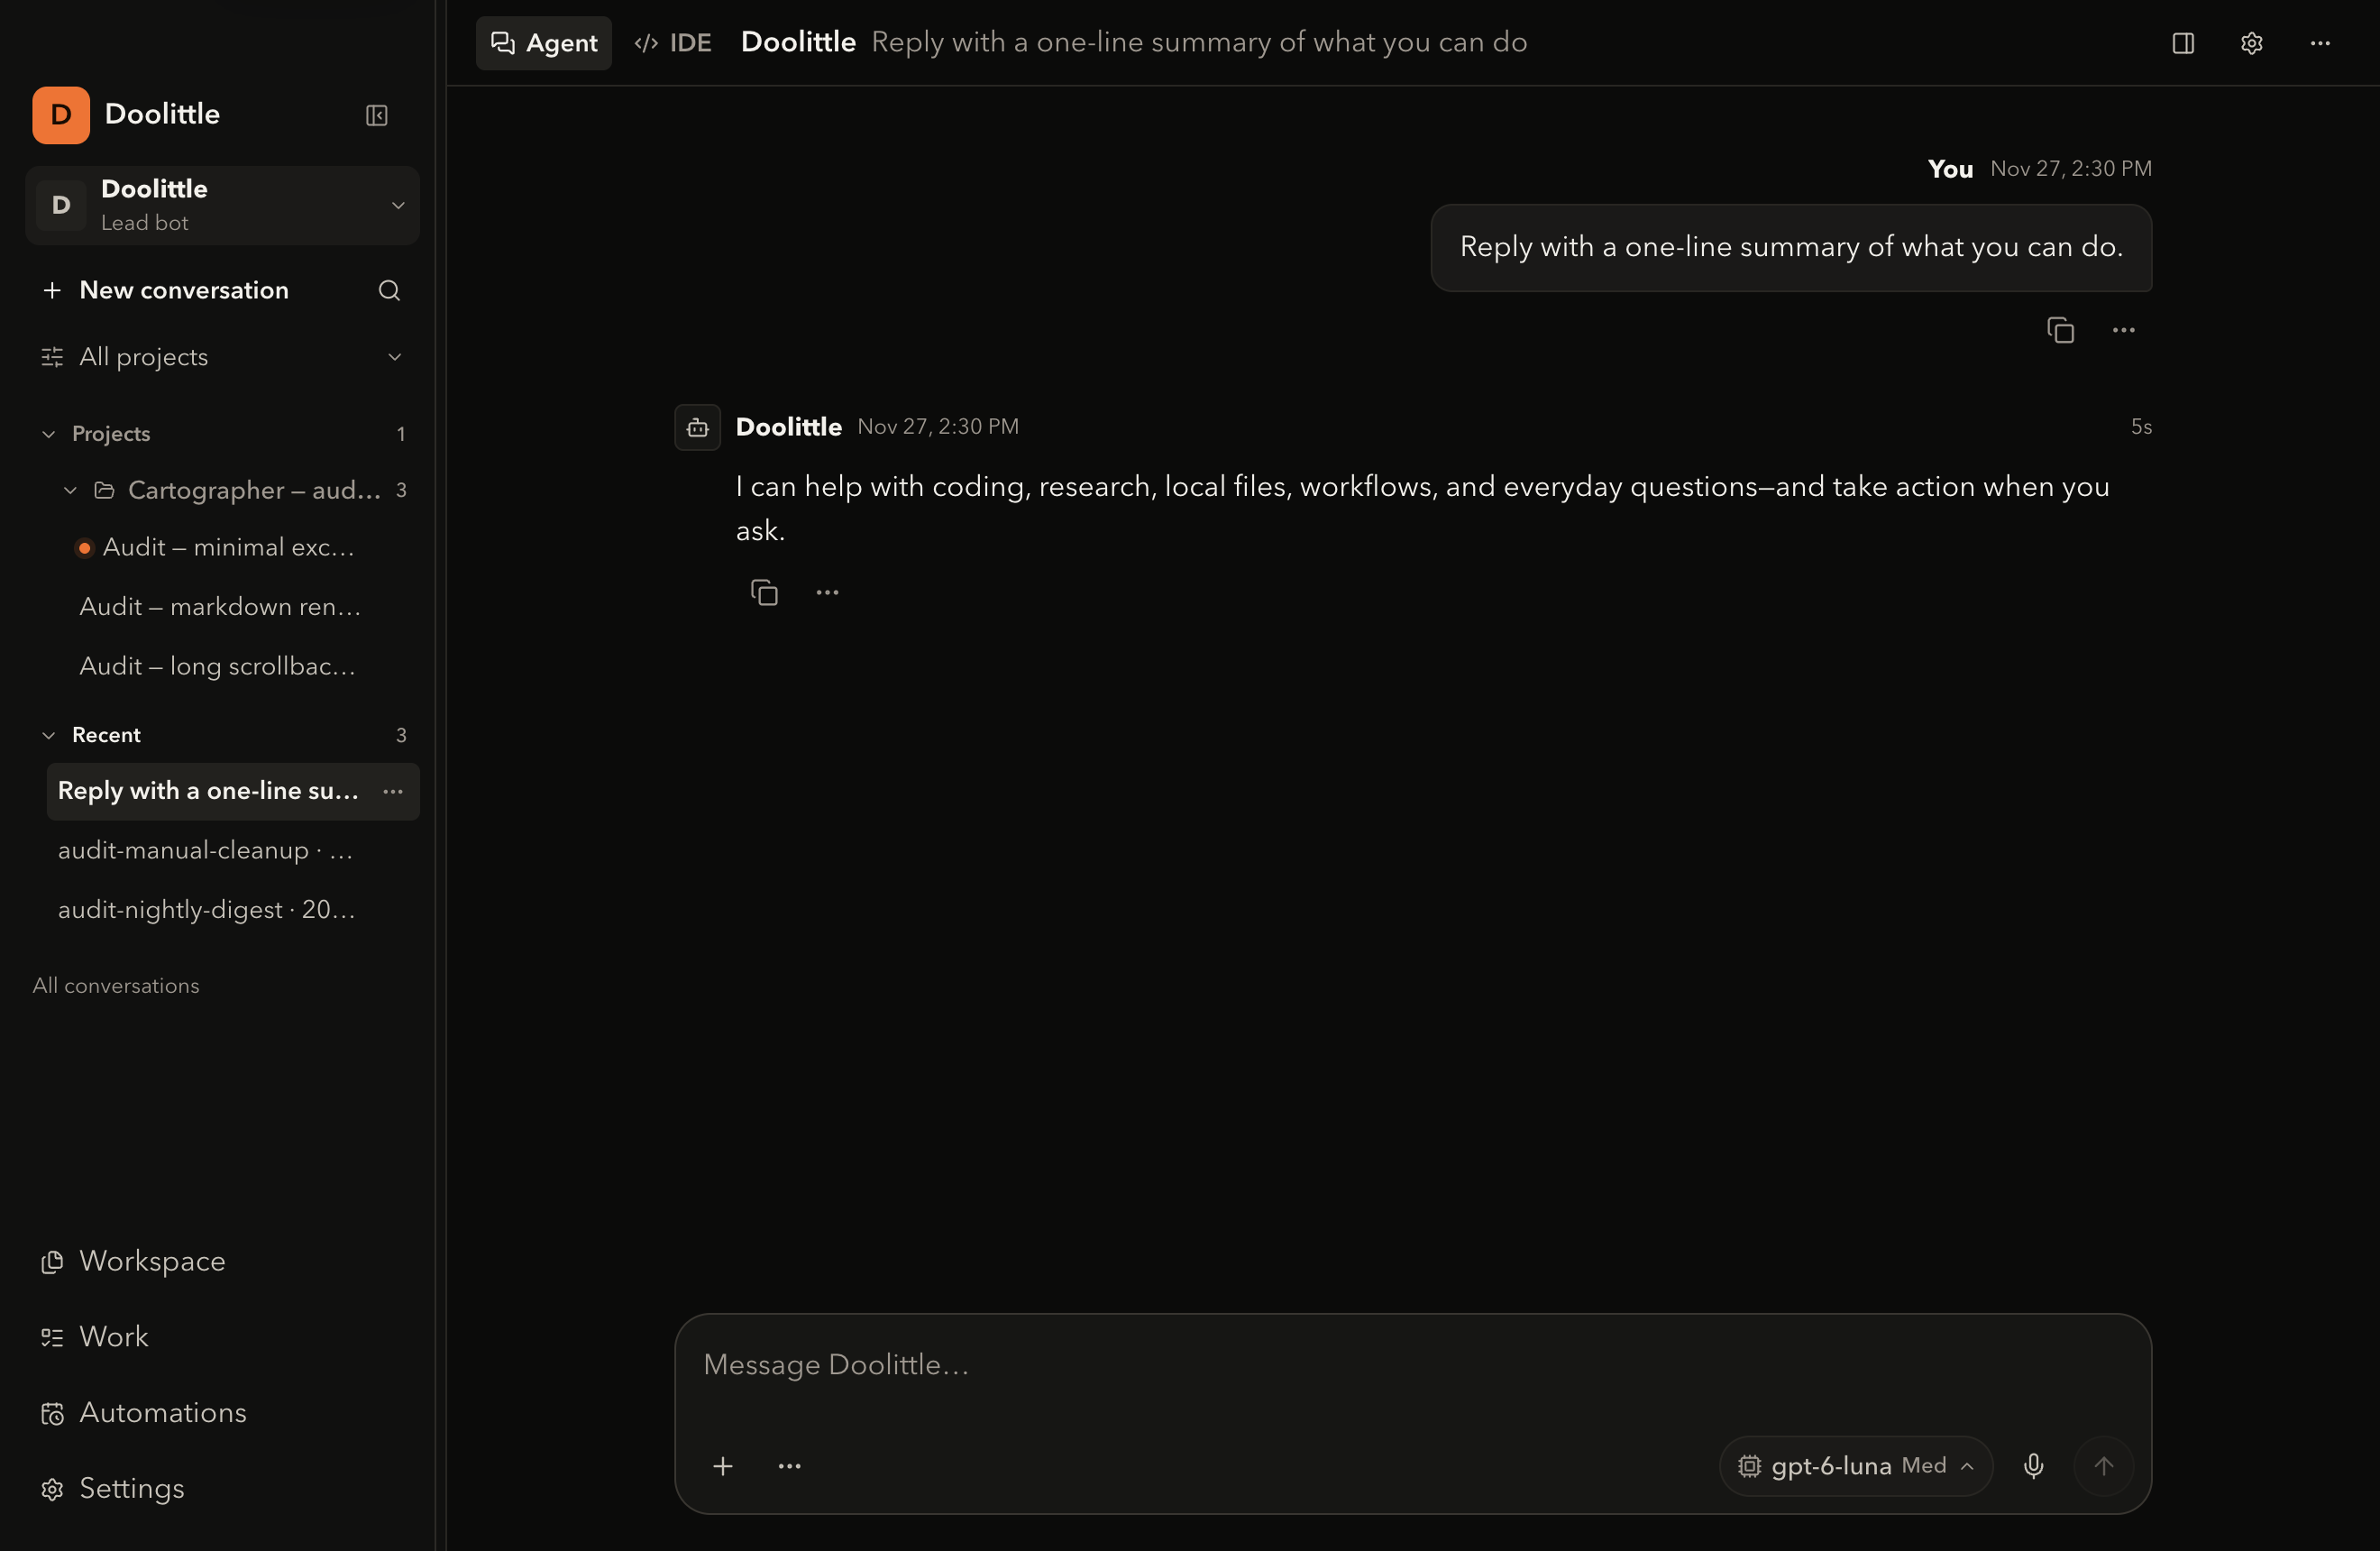 D Doolittle
D Doolittle
Lead bot
New conversation
All projects
Projects 1
Cartographer – aud... 3
Audit – minimal exc...
Audit – markdown ren...
Audit – long scrollbac...
Recent 3
Reply with a one-line su...
audit-manual-cleanup · ...
audit-nightly-digest · 20...
All conversations
Workspace
Work
Automations
Settings
Agent IDE Doolittle Reply with a one-line summary of what you can do
You Nov 27, 2:30 PM
Reply with a one-line summary of what you can do.
Doolittle Nov 27, 2:30 PM 5s
I can help with coding, research, local files, workflows, and everyday questions—and take action when you
ask.
Message Doolittle...
gpt-6-luna Med